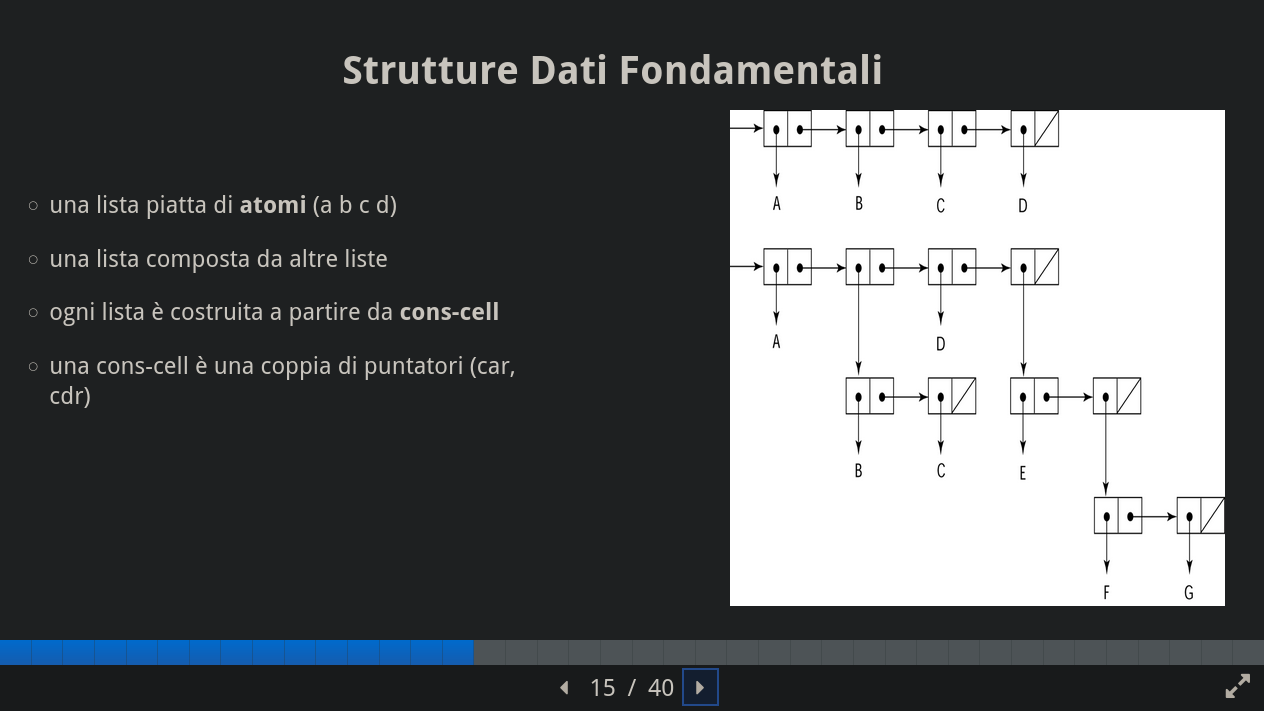 Strutture Dati Fondamentali
una lista piatta di atomi (a b c d)
una lista composta da altre liste
ogni lista è costruita a partire da cons-cell
una cons-cell è una coppia di puntatori (car,
cdr)
A B C D
A D
B C E
F G
15 / 40